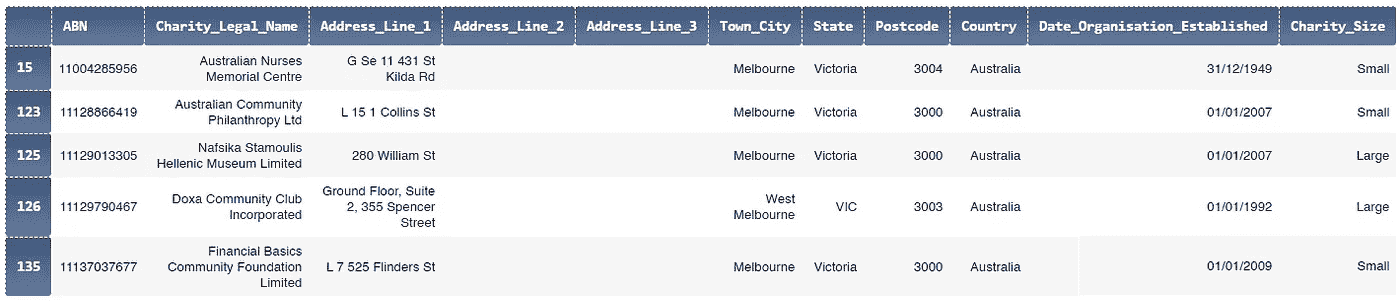 ABN Charity_Legal_Name Address_Line_1 Address_Line_2 Address_Line_3 Town_City State Postcode Country Date_Organisation_Established Charity_Size
15 11004285956 Australian Nurses Memorial Centre G Se 11 431 St Kilda Rd Melbourne Victoria 3004 Australia 31/12/1949 Small
123 11128866419 Australian Community Philanthropy Ltd L 15 1 Collins St Melbourne Victoria 3000 Australia 01/01/2007 Small
125 11129013305 Nafsika Stamoulis Hellenic Museum Limited 280 William St Melbourne Victoria 3000 Australia 01/01/2007 Large
126 11129790467 Doxa Community Club Incorporated Ground Floor, Suite 2, 355 Spencer Street West Melbourne VIC 3003 Australia 01/01/1992 Large
135 11137037677 Financial Basics Community Foundation Limited L 7 525 Flinders St Melbourne Victoria 3000 Australia 01/01/2009 Small